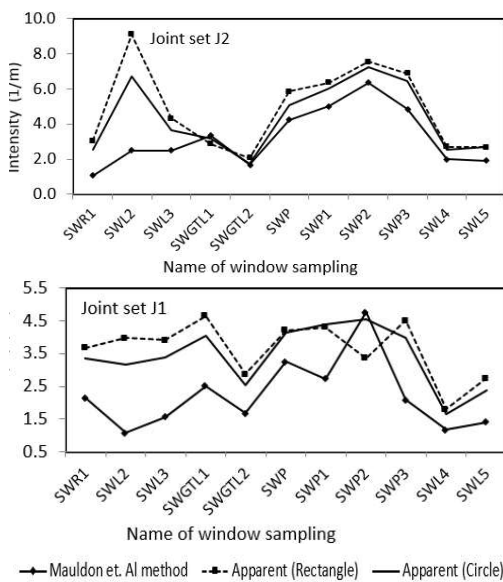 10.0
8.0
6.0
4.0
2.0
0.0
Intensity (1/m)
Joint set J2
SWR1
SWL2
SWL3
SWGTL1
SWGTL2
SWP
SWP1
SWP2
SWP3
SWL4
SWL5
Name of window sampling
5.5
4.5
3.5
2.5
1.5
0.5
Joint set J1
SWR1
SWL2
SWL3
SWGTL1
SWGTL2
SWP
SWP1
SWP2
SWP3
SWL4
SWL5
Name of window sampling
Mauldon et. Al method Apparent (Rectangle) Apparent (Circle)